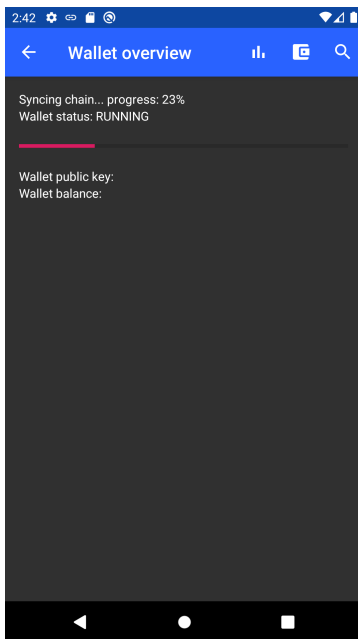 2:42
Wallet overview
Syncing chain... progress: 23%
Wallet status: RUNNING
Wallet public key:
Wallet balance: